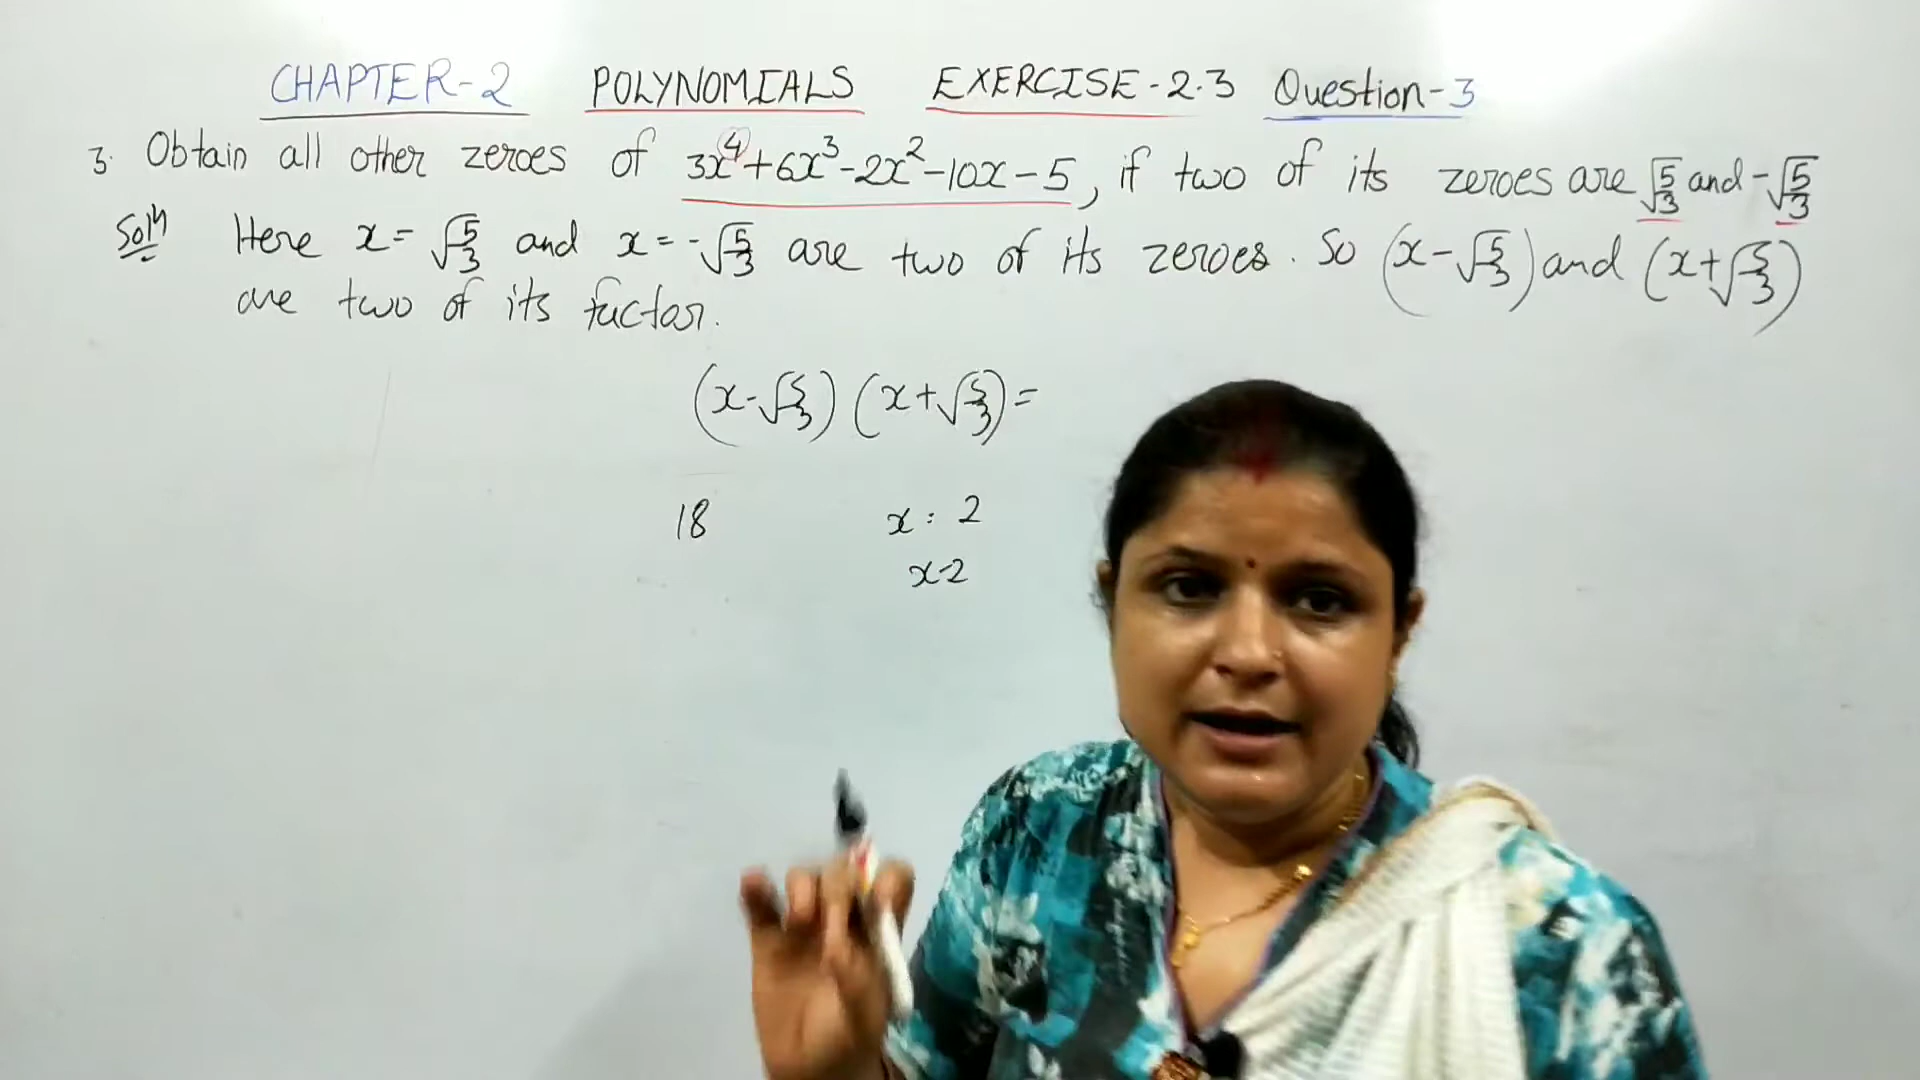 CHAPTER-2 POLYNOMIALS EXERCISE-2.3 Question-3
3. Obtain all other zeroes of 3x⁴+6x³-2x²-10x-5, if two of its zeroes are √5/3 and -√5/3
Solⁿ Here x=√5/3 and x=-√5/3 are two of its zeroes. So (x-√5/3) and (x+√5/3)
are two of its factor.
(x-√5/3) (x+√5/3)=
18 x: 2
x-2